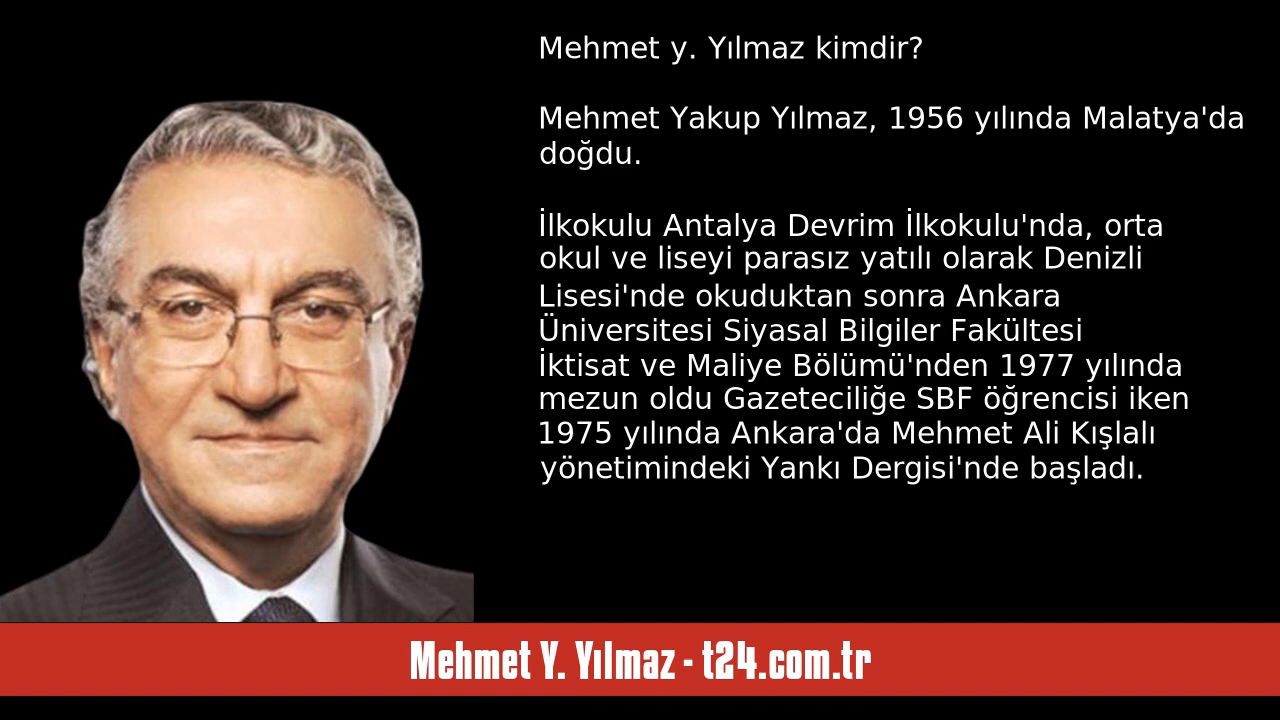 Mehmet y. Yılmaz kimdir?
Mehmet Yakup Yılmaz, 1956 yılında Malatya'da
doğdu.
İlkokulu Antalya Devrim İlkokulu'nda, orta
okul ve liseyi parasız yatılı olarak Denizli
Lisesi'nde okuduktan sonra Ankara
Üniversitesi Siyasal Bilgiler Fakültesi
İktisat ve Maliye Bölümü'nden 1977 yılında
mezun oldu Gazeteciliğe SBF öğrencisi iken
1975 yılında Ankara'da Mehmet Ali Kışlalı
yönetimindeki Yankı Dergisi'nde başladı.
Mehmet Y. Yılmaz - t24.com.tr